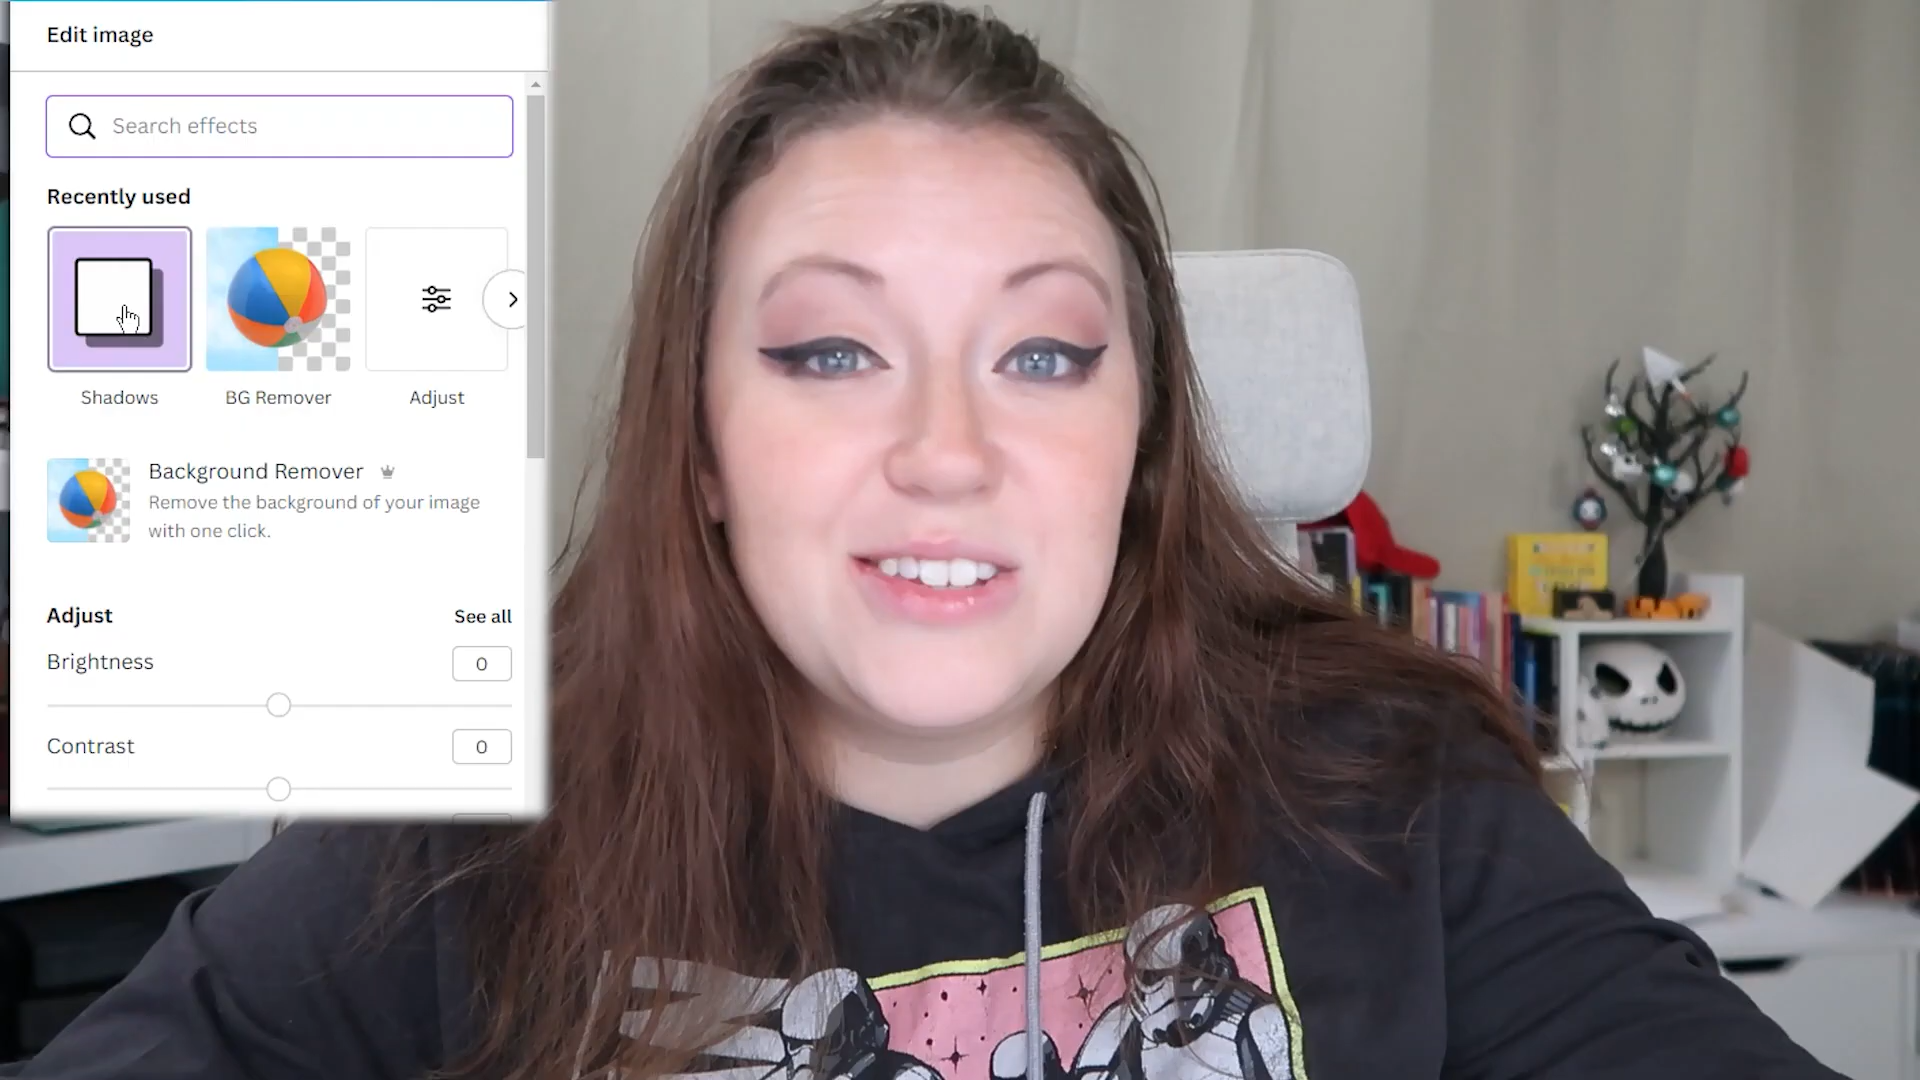 Edit image
Search effects
Recently used
Shadows
BG Remover
Adjust
Background Remover
Remove the background of your image
with one click.
Adjust
See all
Brightness
0
Contrast
0